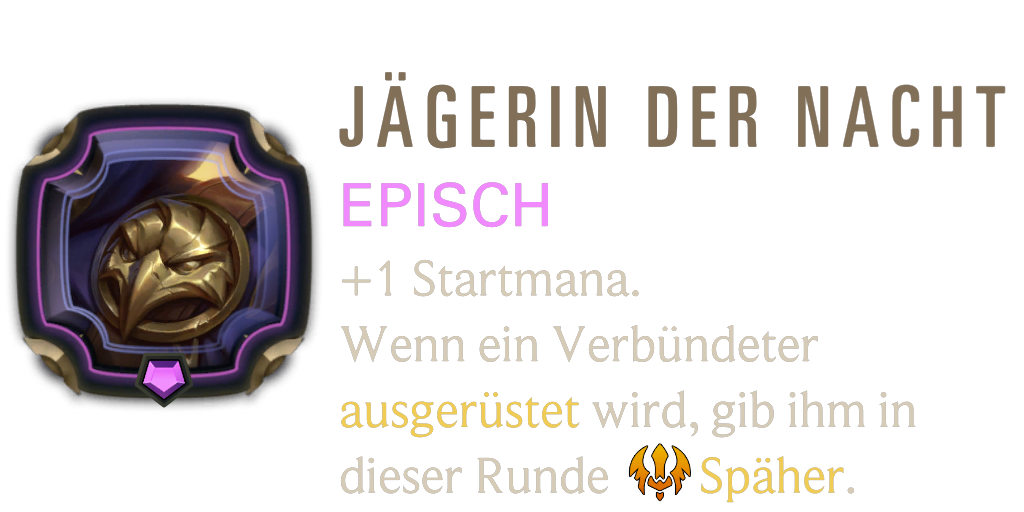 JÄGERIN DER NACHT
EPISCH
+1 Startmana.
Wenn ein Verbündeter
ausgerüstet wird, gib ihm in
dieser Runde Späher.